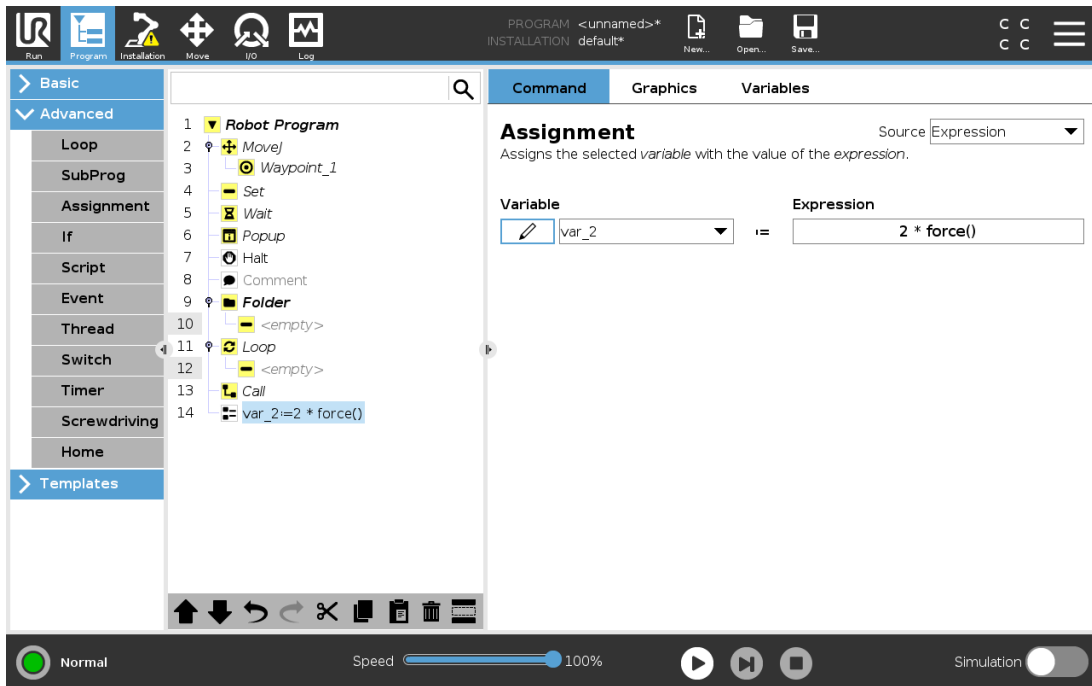 PROGRAM <unnamed>*
INSTALLATION default*
C C
C C
Run
Program
Installation
Move
I/O
Log
New...
Open...
Save...
Basic
Advanced
Loop
SubProg
Assignment
If
Script
Event
Thread
Switch
Timer
Screwdriving
Home
Templates
1 Robot Program
2 MoveJ
3 Waypoint_1
4 Set
5 Wait
6 Popup
7 Halt
8 Comment
9 Folder
10 <empty>
11 Loop
12 <empty>
13 Call
14 var_2:=2 * force()
Command
Graphics
Variables
Assignment
Source Expression
Assigns the selected variable with the value of the expression.
Variable
Expression
var_2 := 2 * force()
Normal
Speed 100%
Simulation